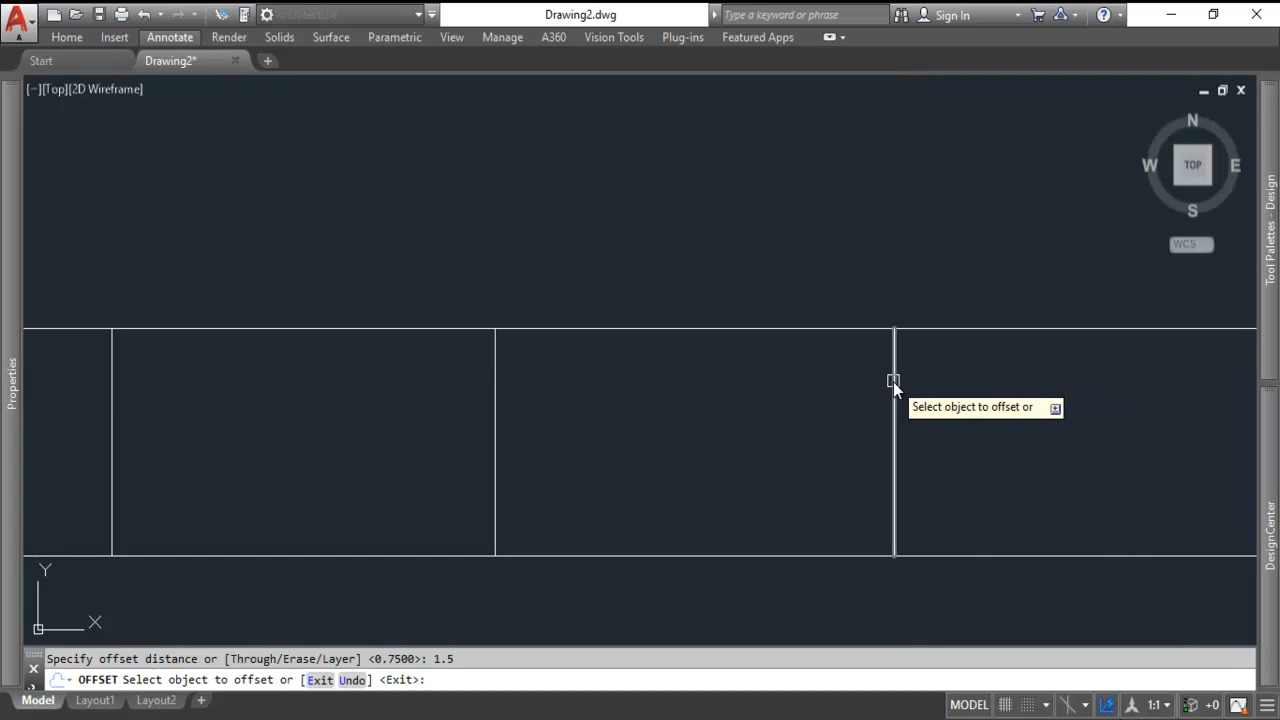 A
Architecture
Drawing2.dwg
Type a keyword or phrase
Sign In
Home Insert Annotate Render Solids Surface Parametric View Manage A360 Vision Tools Plug-ins Featured Apps
Start
Drawing2*
[−][Top][2D Wireframe]
N
W TOP E
S
WCS
Tool Palettes - Design
Properties
Select object to offset or
DesignCenter
Y
X
Specify offset distance or [Through/Erase/Layer] <0.7500>: 1.5
OFFSET Select object to offset or [Exit Undo] <Exit>:
Model Layout1 Layout2 +
MODEL
1:1
+0